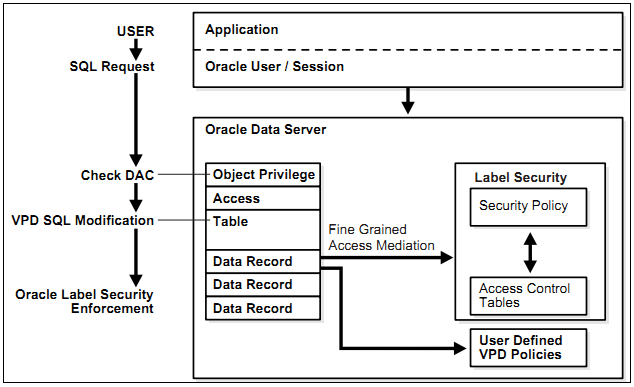 USER
SQL Request
Check DAC
VPD SQL Modification
Oracle Label Security
Enforcement
Application
Oracle User / Session
Oracle Data Server
Object Privilege
Access
Table
Data Record
Data Record
Data Record
Fine Grained
Access Mediation
Label Security
Security Policy
Access Control
Tables
User Defined
VPD Policies